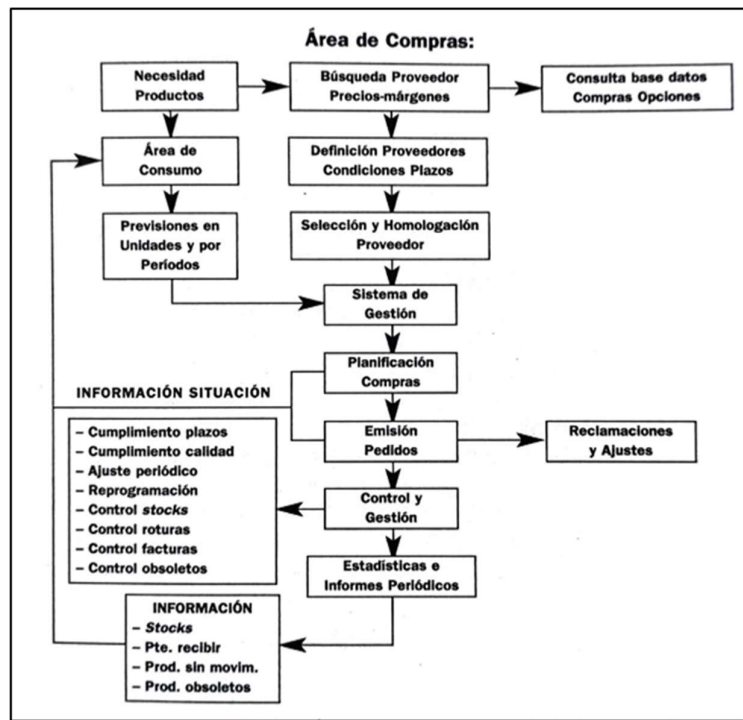 Área de Compras:
Necesidad
Productos
Búsqueda Proveedor
Precios-márgenes
Consulta base datos
Compras Opciones
Área de
Consumo
Definición Proveedores
Condiciones Plazos
Previsiones en
Unidades y por
Períodos
Selección y Homologación
Proveedor
Sistema de
Gestión
Planificación
Compras
INFORMACIÓN SITUACIÓN
Emisión
Pedidos
Reclamaciones
y Ajustes
– Cumplimiento plazos
– Cumplimiento calidad
– Ajuste periódico
– Reprogramación
– Control stocks
– Control roturas
– Control facturas
– Control obsoletos
Control y
Gestión
Estadísticas e
Informes Periódicos
INFORMACIÓN
– Stocks
– Pte. recibir
– Prod. sin movim.
– Prod. obsoletos